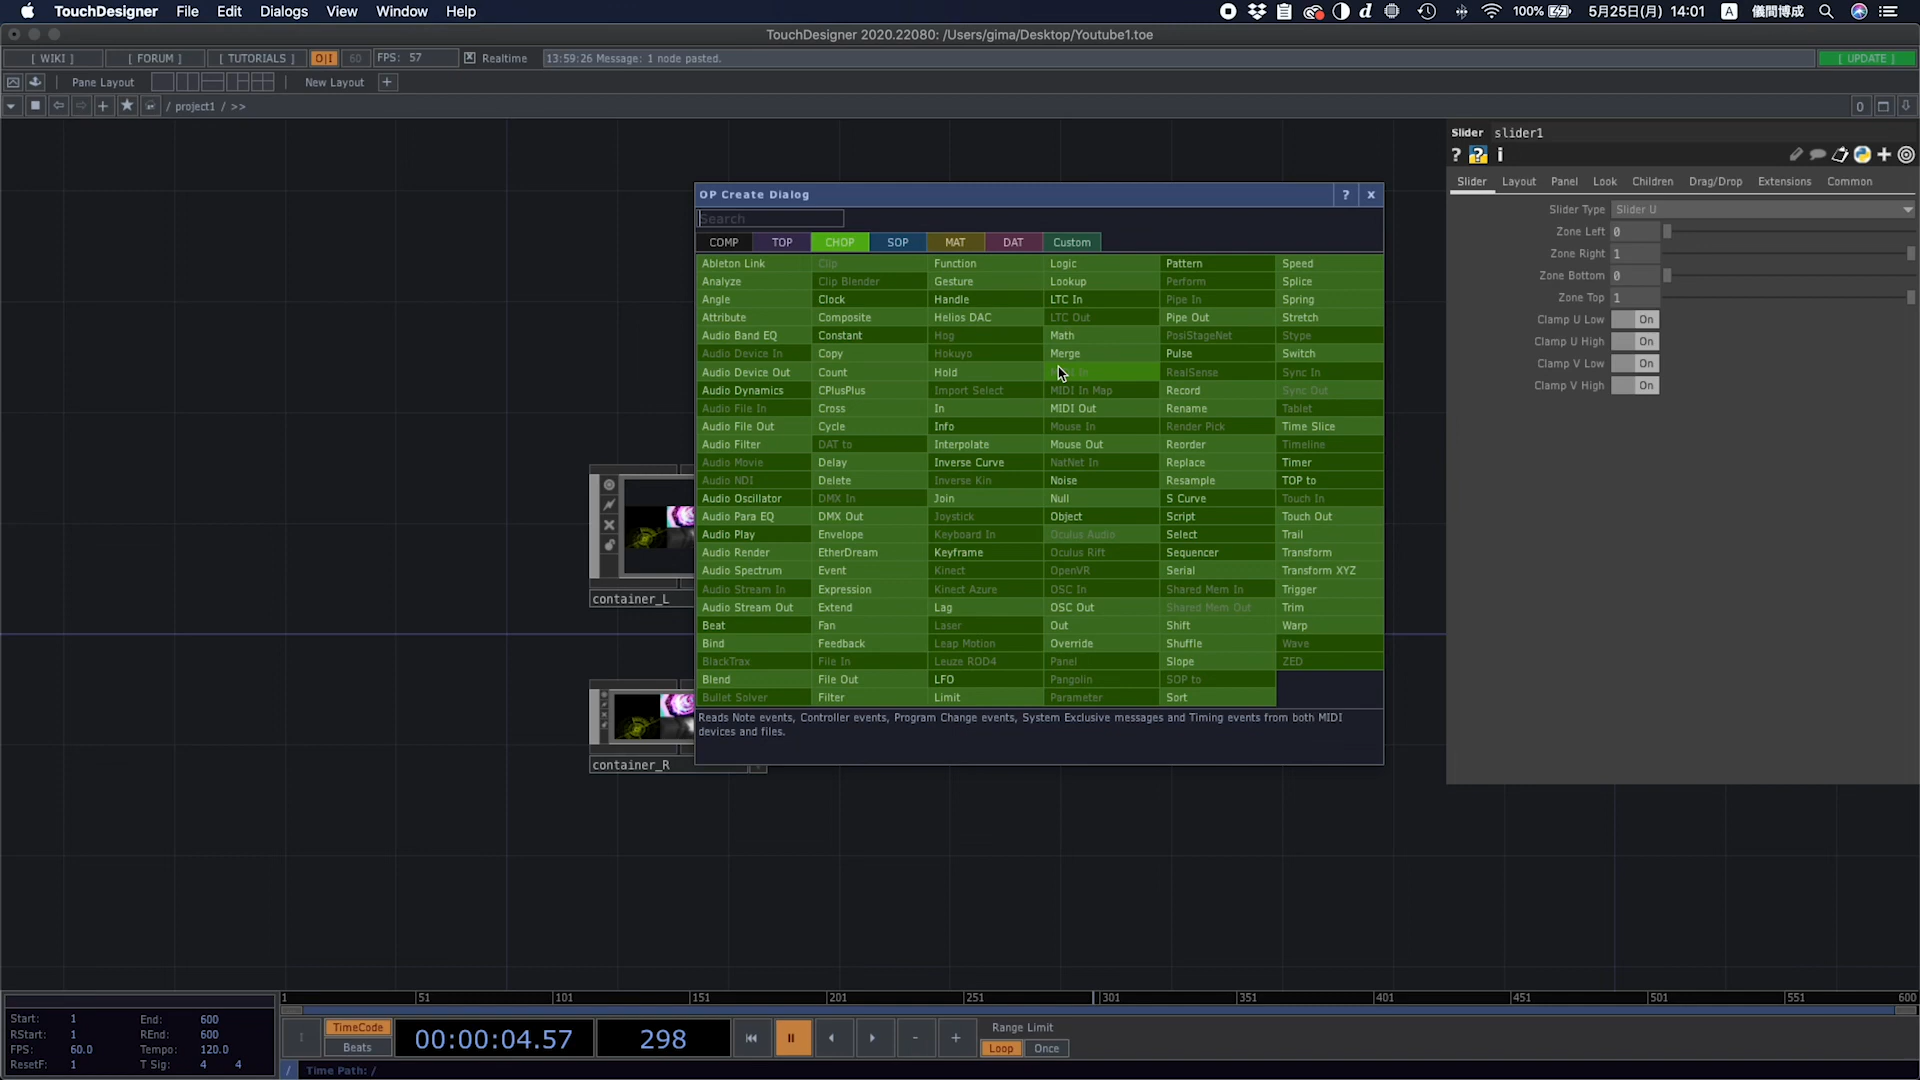 TouchDesigner File Edit Dialogs View Window Help 100% 5月25日(月) 14:01 A 儀間博成
TouchDesigner 2020.22080: /Users/gima/Desktop/Youtube1.toe
[ WIKI ] [ FORUM ] [ TUTORIALS ] O|I 60 FPS: 57 Realtime 13:59:26 Message: 1 node pasted. [ UPDATE ]
Pane Layout New Layout +
/ project1 / >> 0
Slider slider1
? ? i
Slider Layout Panel Look Children Drag/Drop Extensions Common
Slider Type Slider U
Zone Left 0
Zone Right 1
Zone Bottom 0
Zone Top 1
Clamp U Low On
Clamp U High On
Clamp V Low On
Clamp V High On
OP Create Dialog ? x
Search
COMP TOP CHOP SOP MAT DAT Custom
Ableton Link Clip Function Logic Pattern Speed
Analyze Clip Blender Gesture Lookup Perform Splice
Angle Clock Handle LTC In Pipe In Spring
Attribute Composite Helios DAC LTC Out Pipe Out Stretch
Audio Band EQ Constant Hog Math PosiStageNet Stype
Audio Device In Copy Hokuyo Merge Pulse Switch
Audio Device Out Count Hold In RealSense Sync In
Audio Dynamics CPlusPlus Import Select MIDI In Map Record Sync Out
Audio File In Cross In MIDI Out Rename Tablet
Audio File Out Cycle Info Mouse In Render Pick Time Slice
Audio Filter DAT to Interpolate Mouse Out Reorder Timeline
Audio Movie Delay Inverse Curve NatNet In Replace Timer
Audio NDI Delete Inverse Kin Noise Resample TOP to
Audio Oscillator DMX In Join Null S Curve Touch In
Audio Para EQ DMX Out Joystick Object Script Touch Out
Audio Play Envelope Keyboard In Oculus Audio Select Trail
Audio Render EtherDream Keyframe Oculus Rift Sequencer Transform
Audio Spectrum Event Kinect OpenVR Serial Transform XYZ
Audio Stream In Expression Kinect Azure OSC In Shared Mem In Trigger
Audio Stream Out Extend Lag OSC Out Shared Mem Out Trim
Beat Fan Laser Out Shift Warp
Bind Feedback Leap Motion Override Shuffle Wave
BlackTrax File In Leuze ROD4 Panel Slope ZED
Blend File Out LFO Pangolin SOP to
Bullet Solver Filter Limit Parameter Sort
Reads Note events, Controller events, Program Change events, System Exclusive messages and Timing events from both MIDI
devices and files.
container_L
container_R
1 51 101 151 201 251 301 351 401 451 501 551 600
Start: 1 End: 600
RStart: 1 REnd: 600
FPS: 60.0 Tempo: 120.0
ResetF: 1 T Sig: 4 4
TimeCode
Beats
00:00:04.57 298
- +
Range Limit
Loop Once
/ Time Path: /